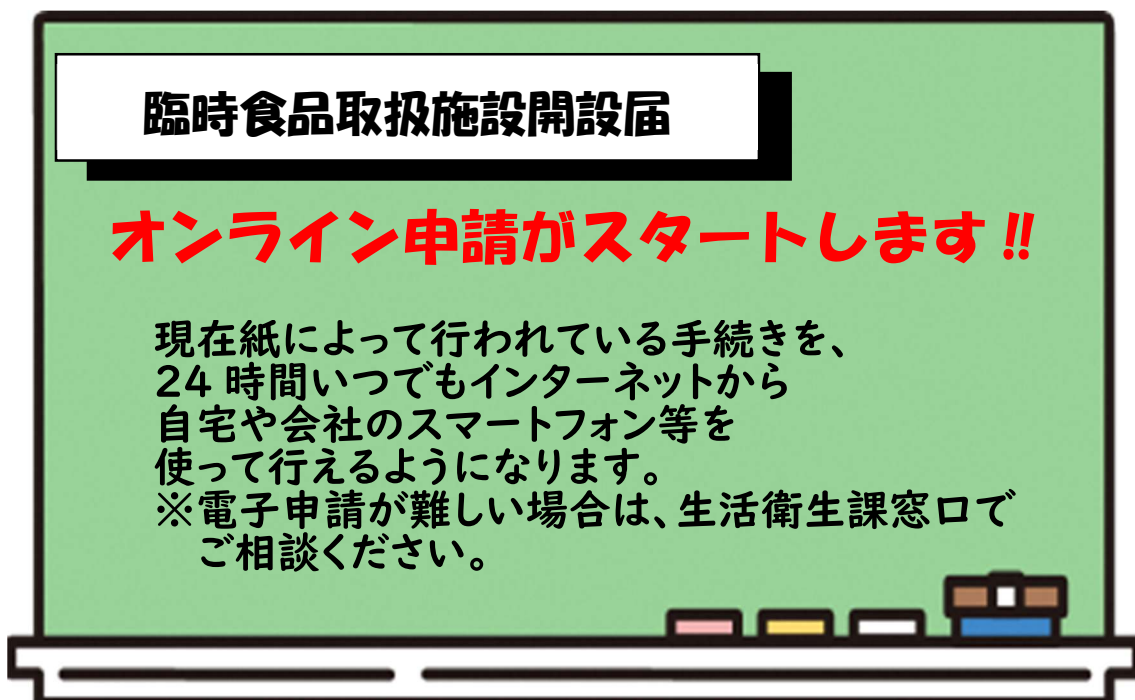 臨時食品取扱施設開設届
オンライン申請がスタートします‼
現在紙によって行われている手続きを、
24 時間いつでもインターネットから
自宅や会社のスマートフォン等を
使って行えるようになります。
※電子申請が難しい場合は、生活衛生課窓口で
ご相談ください。